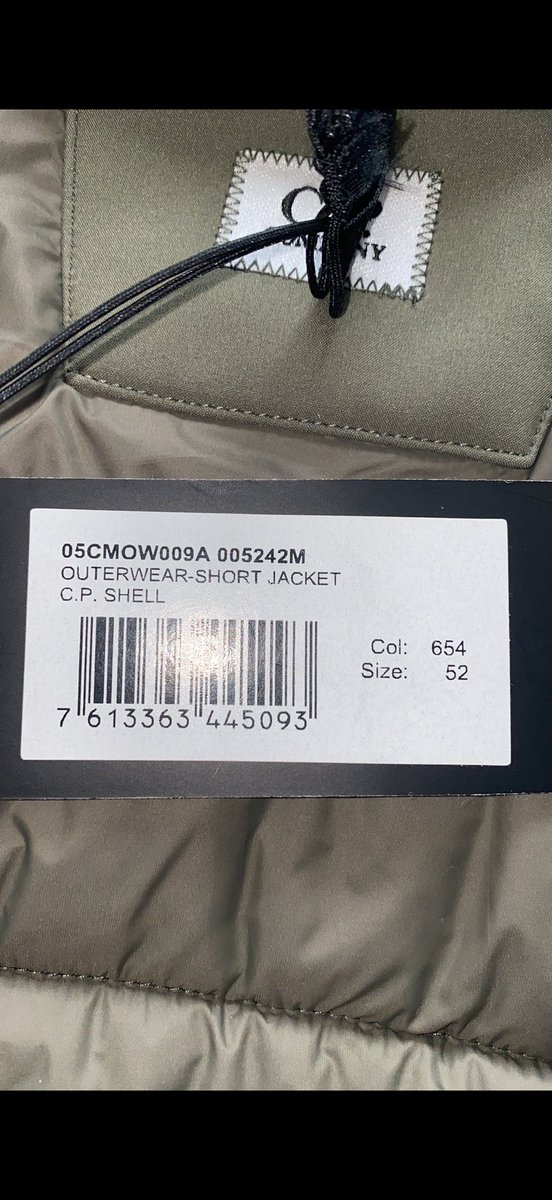 05CMOW009A 005242M
OUTERWEAR-SHORT JACKET
C.P. SHELL
Col: 654
Size: 52
7 613363 445093